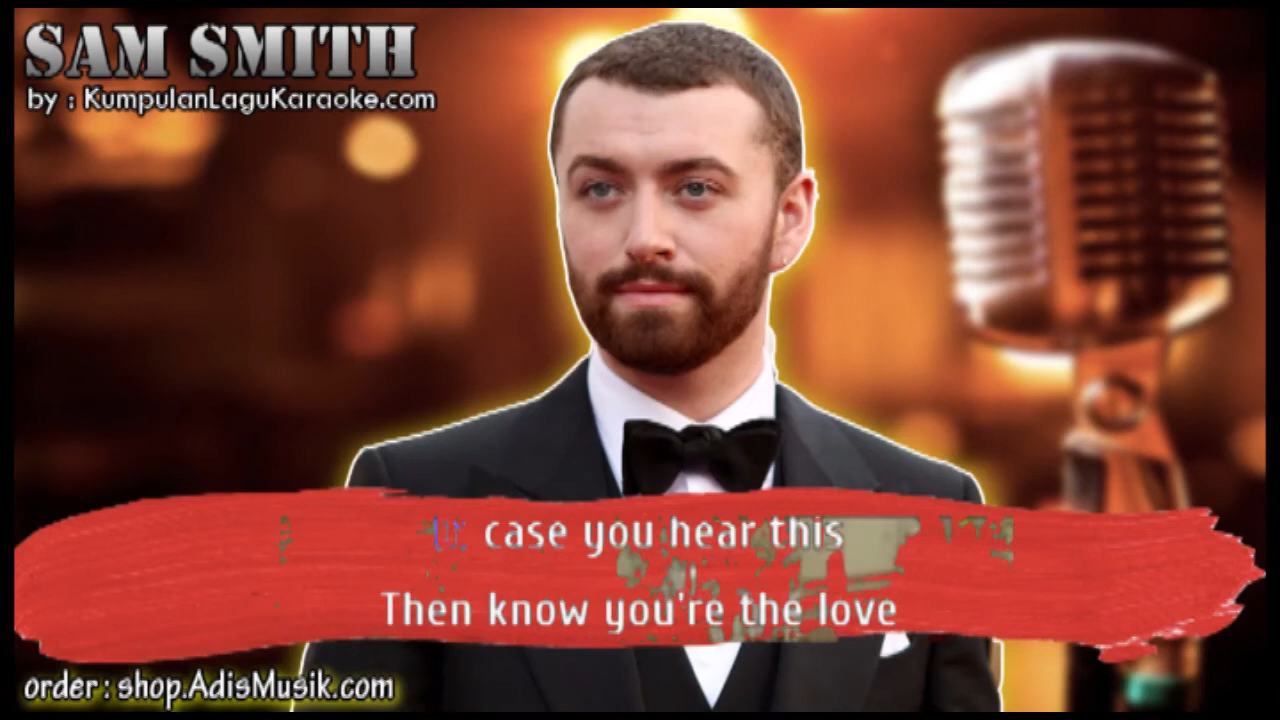 SAM SMITH
by : KumpulanLaguKaraoke.com
case you hear this
Then know you're the love
order : shop.AdisMusik.com